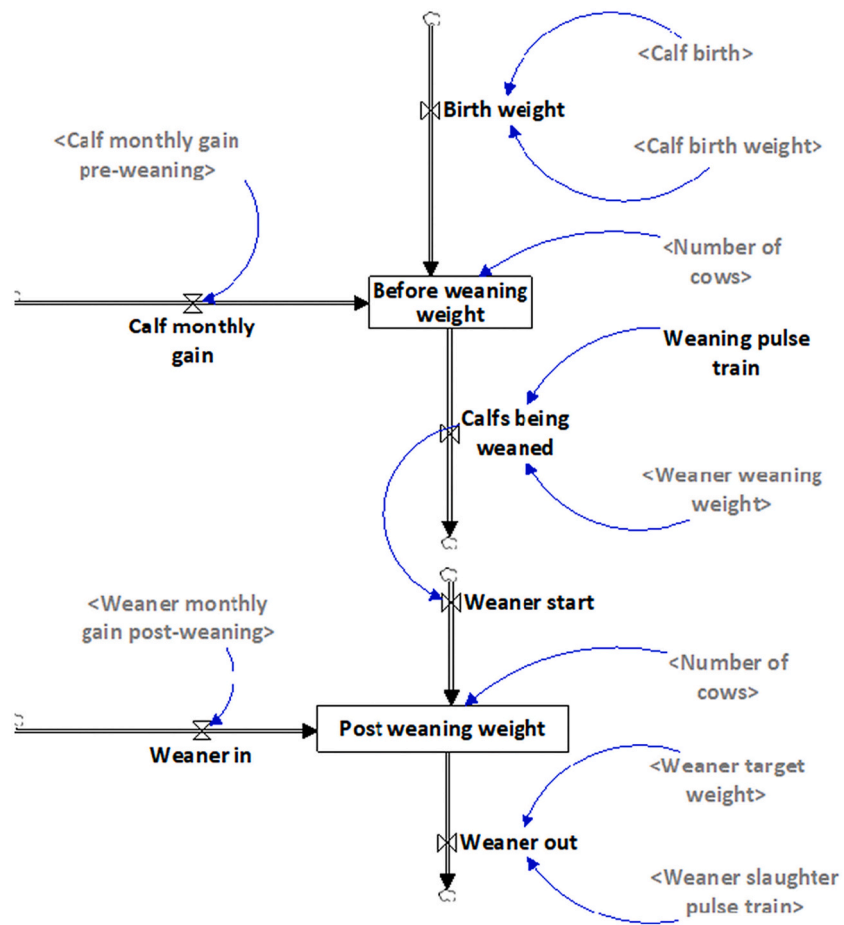 <Calf birth>
Birth weight
<Calf monthly gain
pre-weaning>
<Calf birth weight>
<Number of
cows>
Before weaning
weight
Calf monthly
gain
Weaning pulse
train
Calfs being
weaned
<Weaner weaning
weight>
<Weaner monthly
gain post-weaning>
Weaner start
<Number of
cows>
Post weaning weight
Weaner in
<Weaner target
weight>
Weaner out
<Weaner slaughter
pulse train>